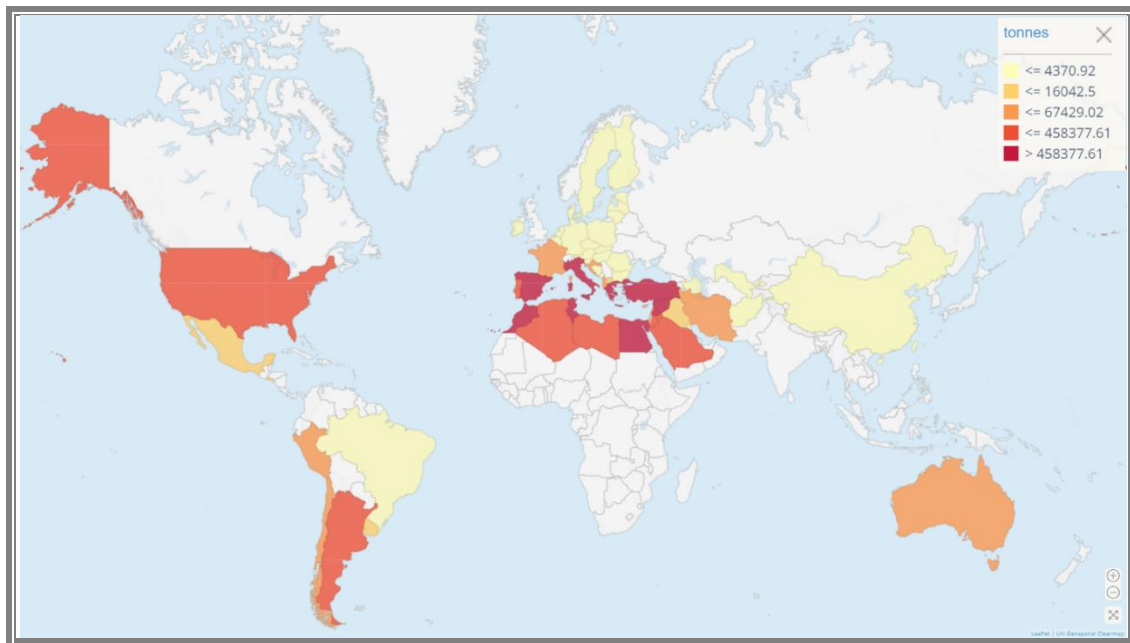 tonnes
<= 4370.92
<= 16042.5
<= 67429.02
<= 458377.61
> 458377.61
Leaflet | UN Geospatial Clearmap